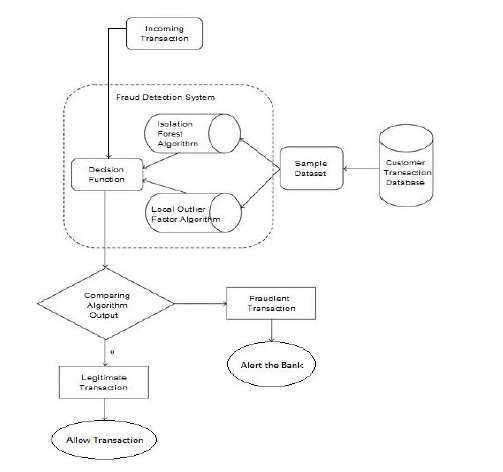 Incoming
Transaction
Fraud Detection System
Isolation
Forest
Algorithm
Decision
Function
Sample
Dataset
Customer
Transaction
Database
Local Outlier
Factor Algorithm
Comparing
Algorithm
Output
Fraudlent
Transaction
0
Alert the Bank
Legitimate
Transaction
Allow Transaction